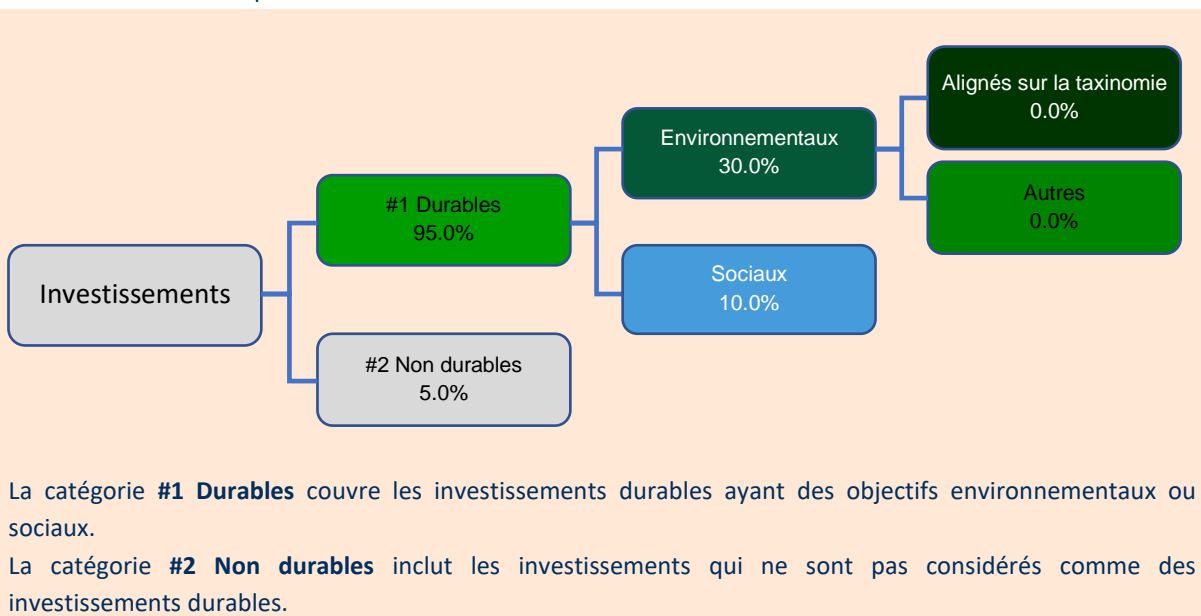 Alignés sur la taxinomie
0.0%
Environnementaux
30.0%
Autres
0.0%
#1 Durables
95.0%
Sociaux
10.0%
Investissements
#2 Non durables
5.0%
La catégorie #1 Durables couvre les investissements durables ayant des objectifs environnementaux ou
sociaux.
La catégorie #2 Non durables inclut les investissements qui ne sont pas considérés comme des
investissements durables.